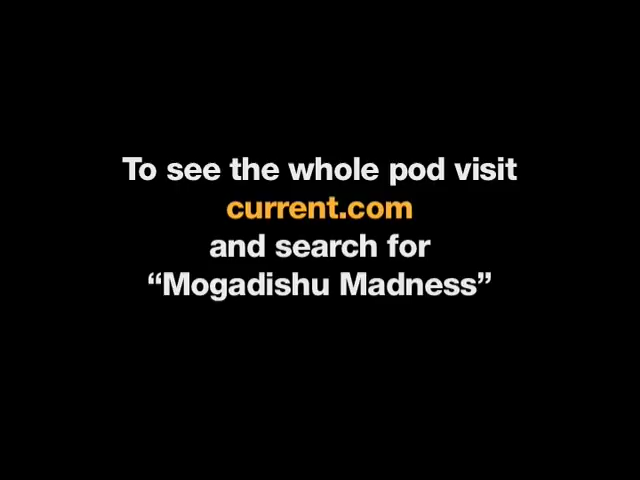 To see the whole pod visit
current.com
and search for
“Mogadishu Madness”